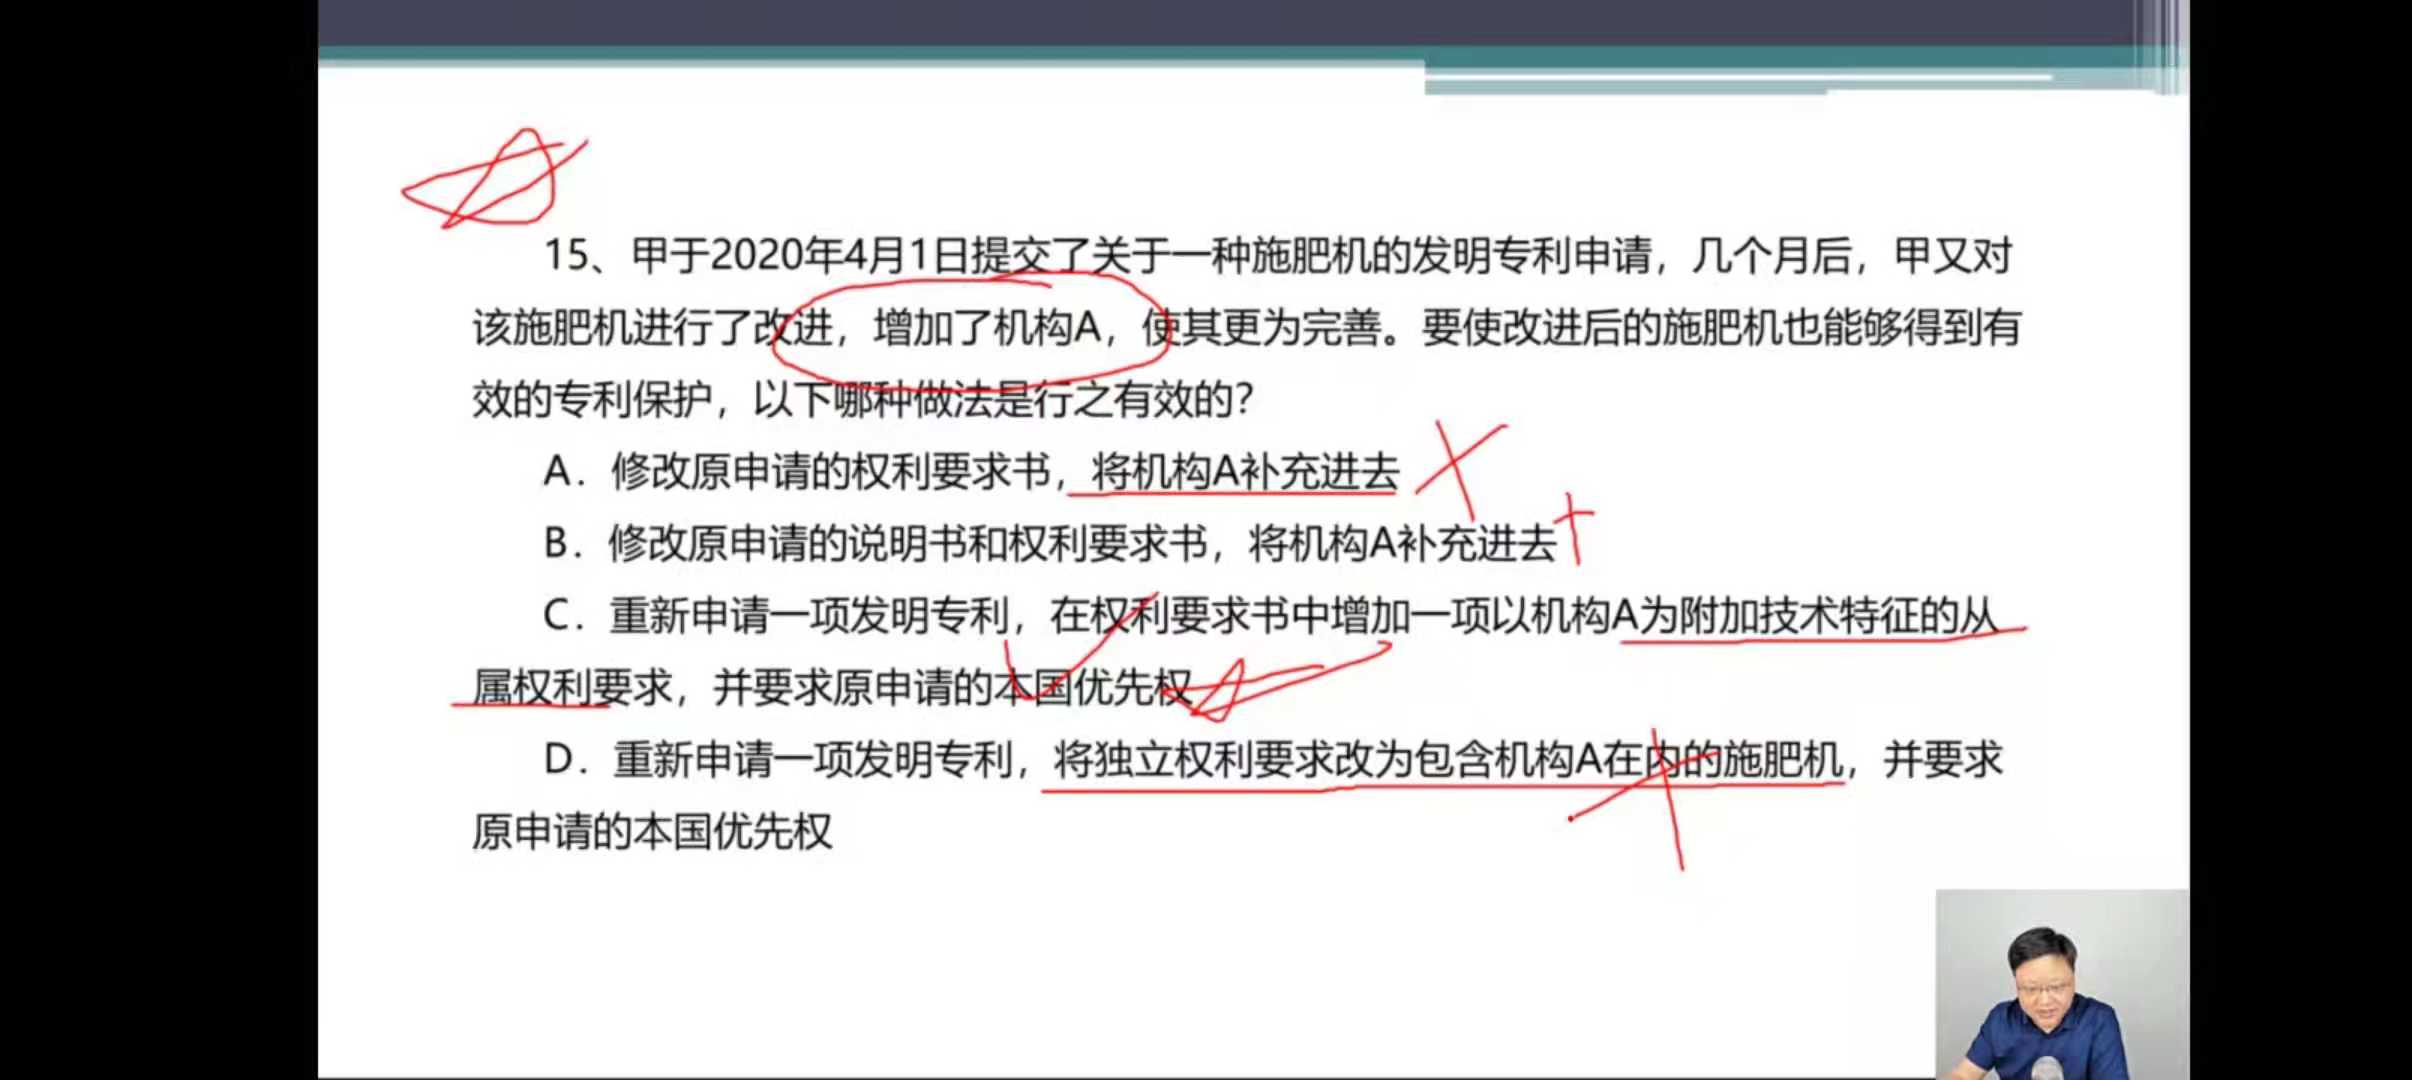 15、甲于2020年4月1日提交了关于一种施肥机的发明专利申请，几个月后，甲又对
该施肥机进行了改进，增加了机构A，使其更为完善。要使改进后的施肥机也能够得到有
效的专利保护，以下哪种做法是行之有效的？
A．修改原申请的权利要求书，将机构A补充进去
B．修改原申请的说明书和权利要求书，将机构A补充进去
C．重新申请一项发明专利，在权利要求书中增加一项以机构A为附加技术特征的从
属权利要求，并要求原申请的本国优先权
D．重新申请一项发明专利，将独立权利要求改为包含机构A在内的施肥机，并要求
原申请的本国优先权